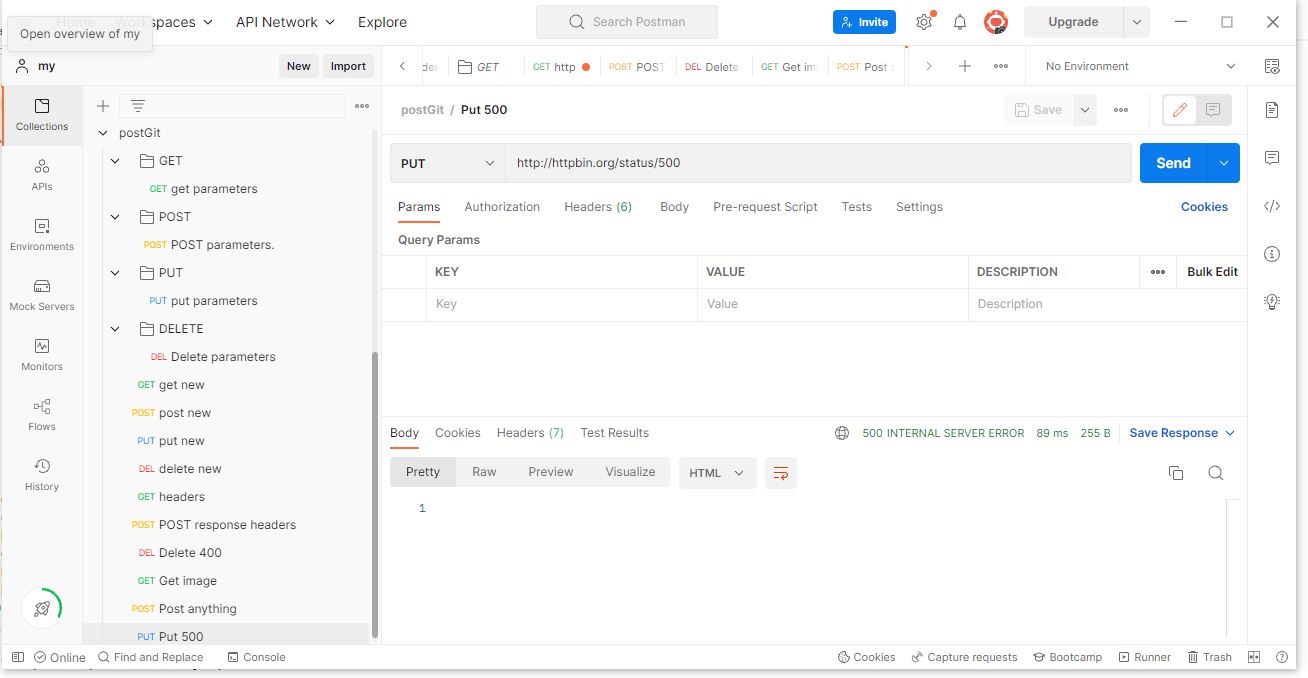 Home Workspaces API Network Explore Search Postman Invite Upgrade
Open overview of my
my New Import GET GET http POST POST DEL Delete GET Get im POST Post No Environment
Collections
APIs
Environments
Mock Servers
Monitors
Flows
History
postGit
GET
GET get parameters
POST
POST POST parameters.
PUT
PUT put parameters
DELETE
DEL Delete parameters
GET get new
POST post new
PUT put new
DEL delete new
GET headers
POST POST response headers
DEL Delete 400
GET Get image
POST Post anything
PUT Put 500
postGit / Put 500 Save
PUT http://httpbin.org/status/500 Send
Params Authorization Headers (6) Body Pre-request Script Tests Settings Cookies
Query Params
KEY VALUE DESCRIPTION Bulk Edit
Key Value Description
Body Cookies Headers (7) Test Results 500 INTERNAL SERVER ERROR 89 ms 255 B Save Response
Pretty Raw Preview Visualize HTML
1
Online Find and Replace Console Cookies Capture requests Bootcamp Runner Trash